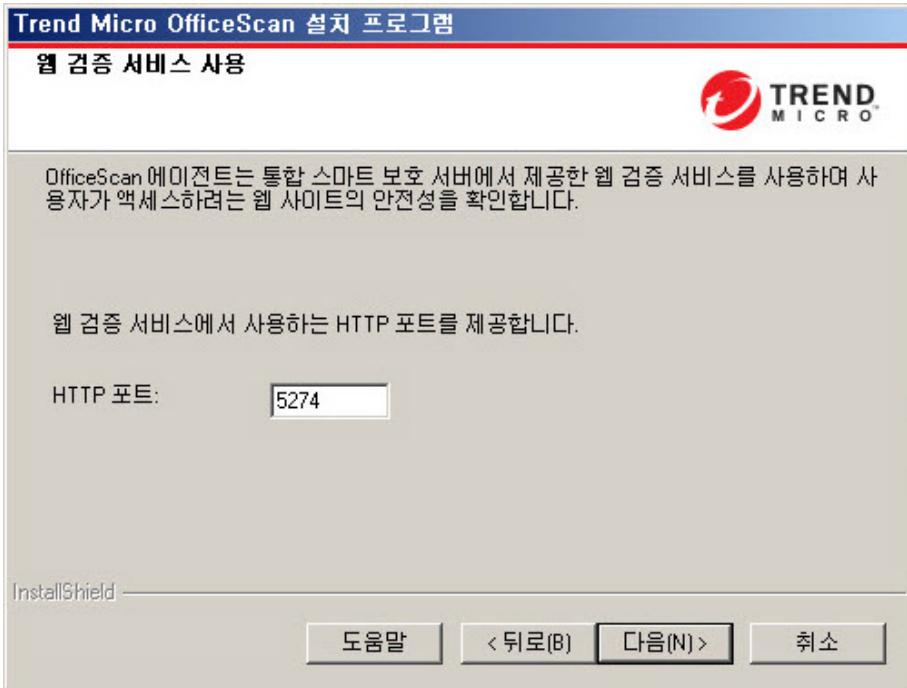 Trend Micro OfficeScan 설치 프로그램
웹 검증 서비스 사용
TREND
MICRO
OfficeScan 에이전트는 통합 스마트 보호 서버에서 제공한 웹 검증 서비스를 사용하며 사
용자가 액세스하려는 웹 사이트의 안전성을 확인합니다.
웹 검증 서비스에서 사용하는 HTTP 포트를 제공합니다.
HTTP 포트: 5274
InstallShield
도움말 < 뒤로(B) 다음(N) > 취소